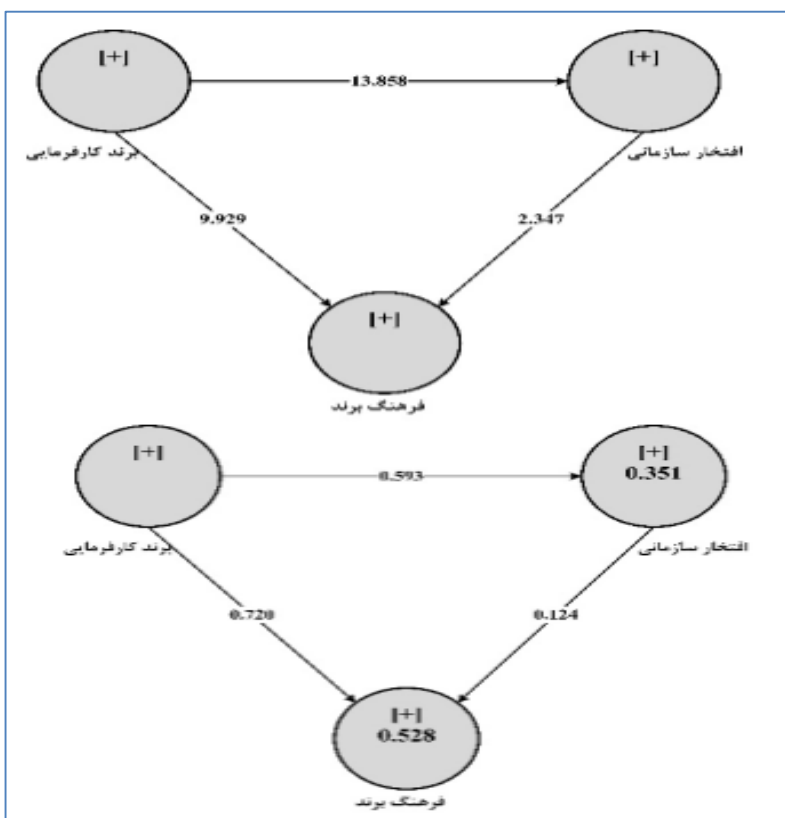 [+] [+]
13.858
برند کارفرمایی افتخار سازمانی
9.929 2.347
[+]
فرهنگ برند
[+] [+]
0.593 0.351
برند کارفرمایی افتخار سازمانی
0.720 0.124
[+]
0.528
فرهنگ برند